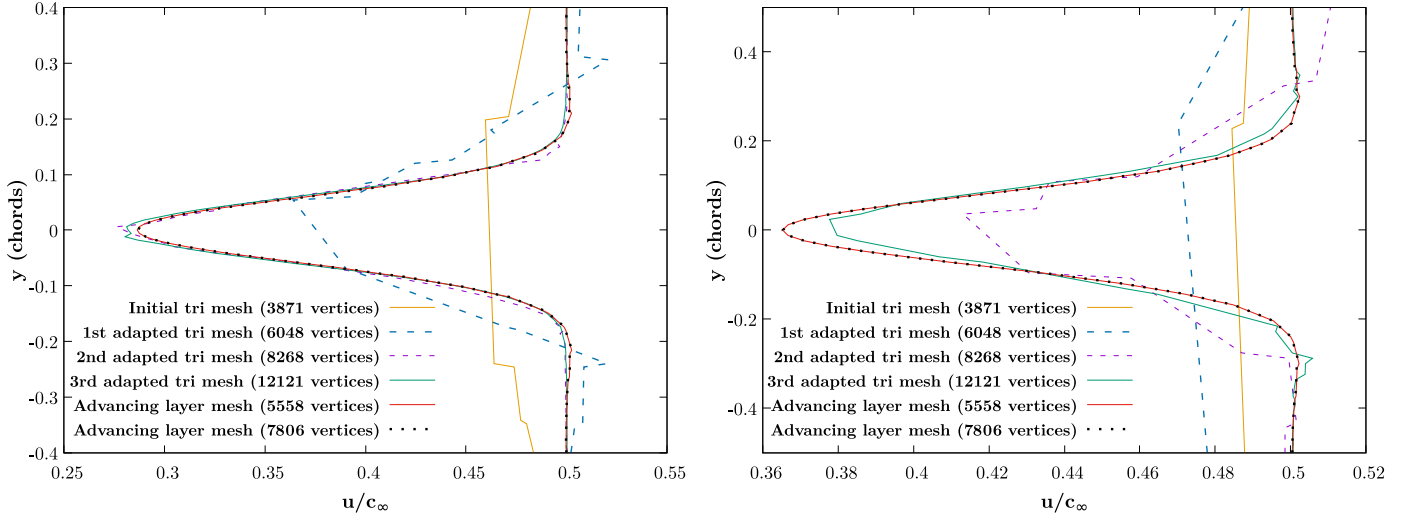 0.4
0.3
0.2
0.1
0
-0.1
-0.2
-0.3
-0.4
y (chords)
Initial tri mesh (3871 vertices)
1st adapted tri mesh (6048 vertices)
2nd adapted tri mesh (8268 vertices)
3rd adapted tri mesh (12121 vertices)
Advancing layer mesh (5558 vertices)
Advancing layer mesh (7806 vertices)
0.25 0.3 0.35 0.4 0.45 0.5 0.55
u/c∞
0.4
0.2
0
-0.2
-0.4
y (chords)
Initial tri mesh (3871 vertices)
1st adapted tri mesh (6048 vertices)
2nd adapted tri mesh (8268 vertices)
3rd adapted tri mesh (12121 vertices)
Advancing layer mesh (5558 vertices)
Advancing layer mesh (7806 vertices)
0.36 0.38 0.4 0.42 0.44 0.46 0.48 0.5 0.52
u/c∞